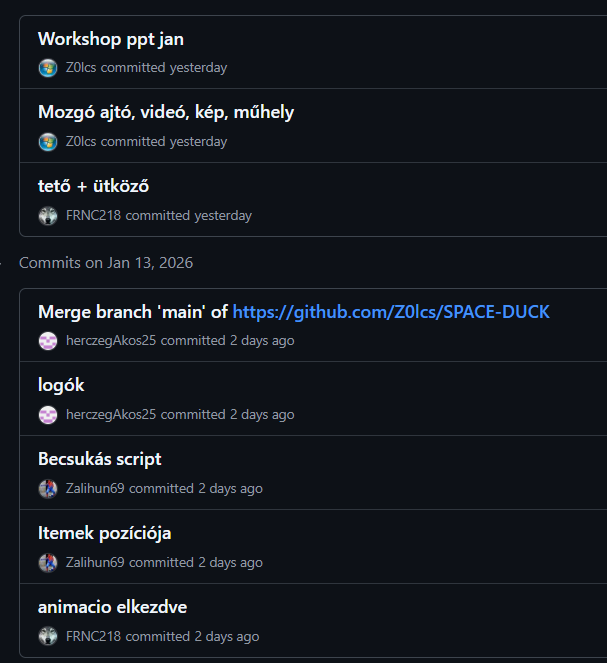 Workshop ppt jan
Z0lcs committed yesterday
Mozgó ajtó, videó, kép, műhely
Z0lcs committed yesterday
tető + ütköző
FRNC218 committed yesterday
Commits on Jan 13, 2026
Merge branch 'main' of https://github.com/Z0lcs/SPACE-DUCK
herczegAkos25 committed 2 days ago
logók
herczegAkos25 committed 2 days ago
Becsukás script
Zalihun69 committed 2 days ago
Itemek pozíciója
Zalihun69 committed 2 days ago
animacio elkezdve
FRNC218 committed 2 days ago